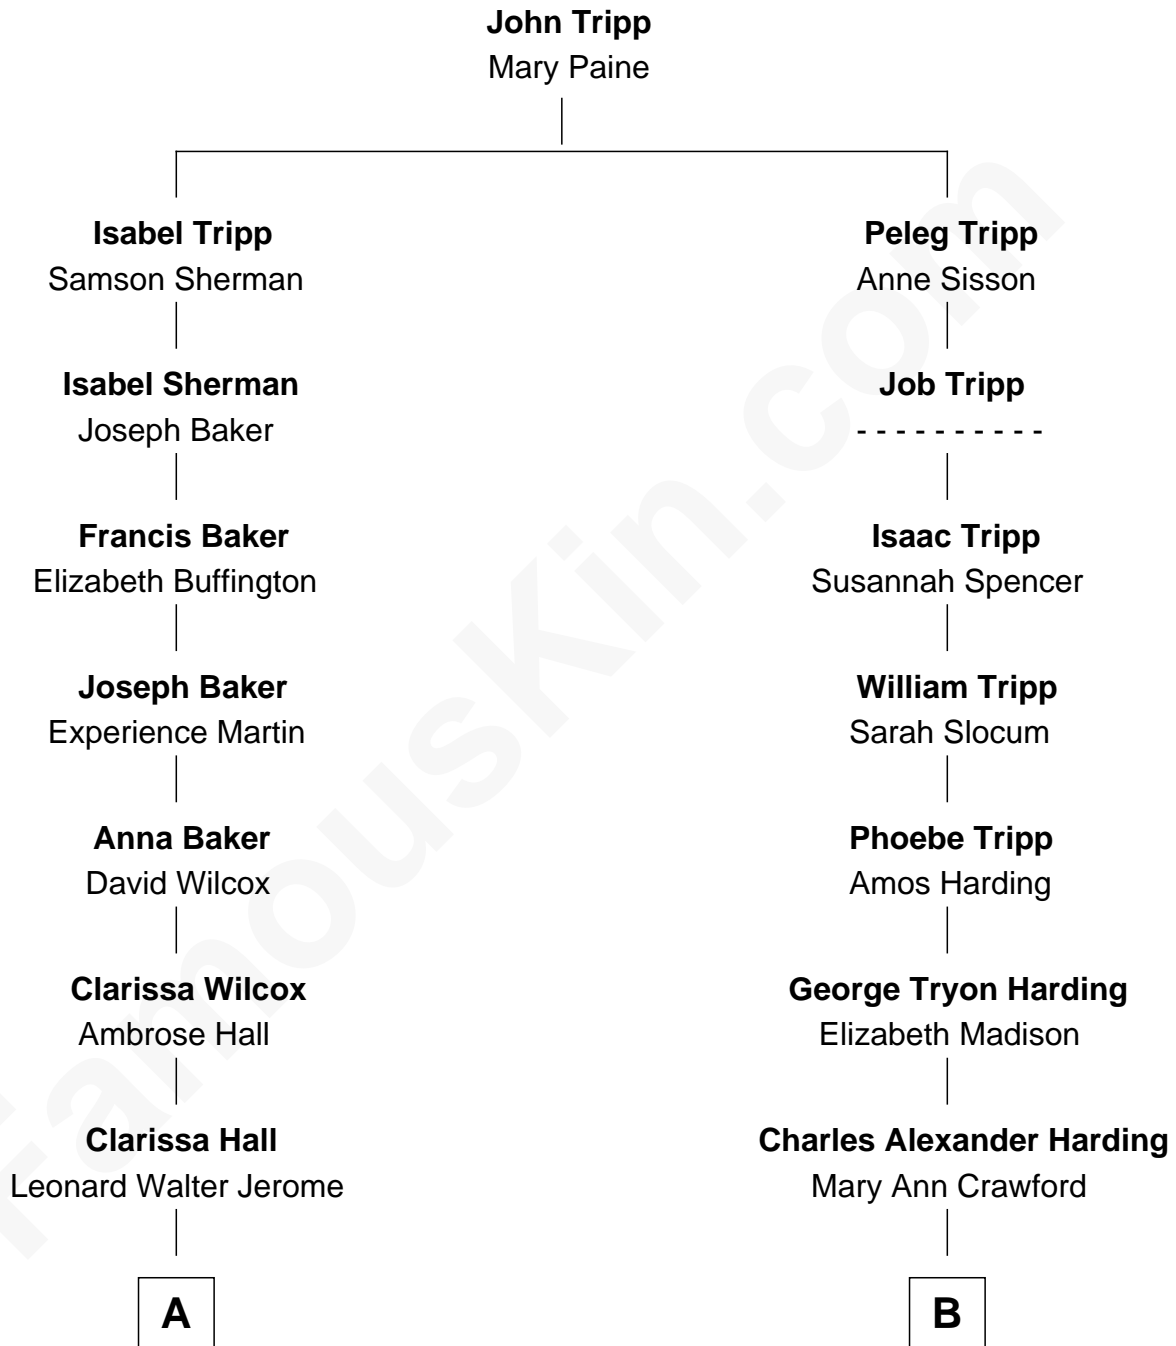 John Tripp
Mary Paine
Isabel Tripp
Samson Sherman
Peleg Tripp
Anne Sisson
Isabel Sherman
Joseph Baker
Job Tripp
- - - - - - - - - -
Francis Baker
Elizabeth Buffington
Isaac Tripp
Susannah Spencer
Joseph Baker
Experience Martin
William Tripp
Sarah Slocum
Anna Baker
David Wilcox
Phoebe Tripp
Amos Harding
Clarissa Wilcox
Ambrose Hall
George Tryon Harding
Elizabeth Madison
Clarissa Hall
Leonard Walter Jerome
Charles Alexander Harding
Mary Ann Crawford
A
B
FamousKin.com